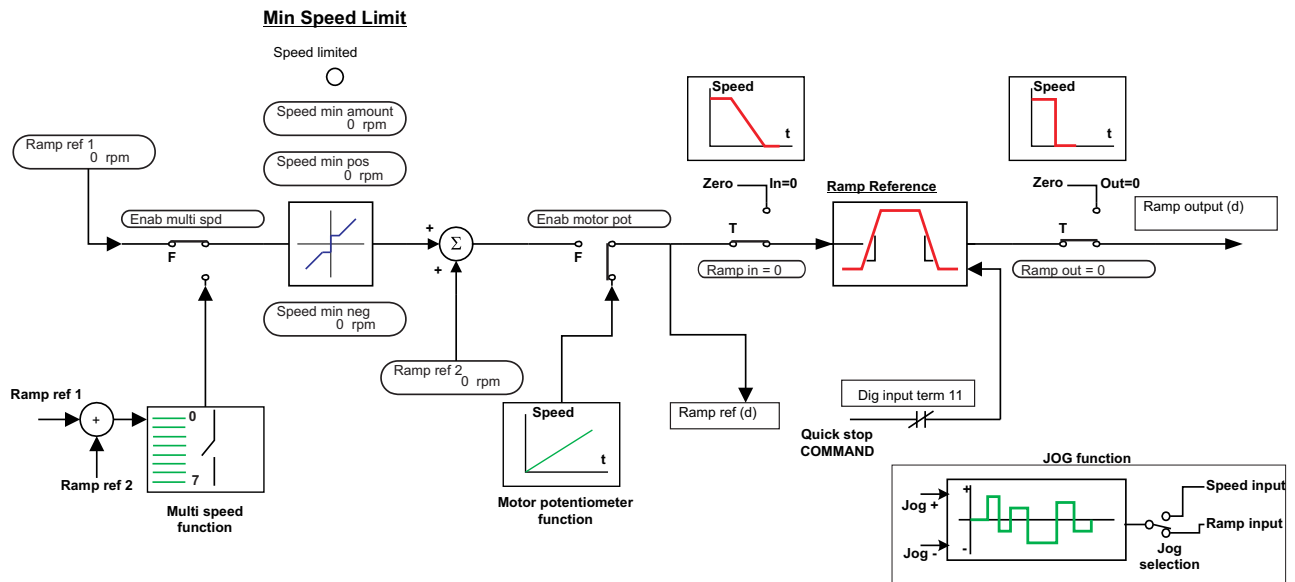 Min Speed Limit
Speed limited
Speed min amount
0 rpm
Ramp ref 1
0 rpm
Speed min pos
0 rpm
Enab multi spd
F
Speed min neg
0 rpm
+
Σ
+
Ramp ref 2
0 rpm
Enab motor pot
F
Speed
t
Zero
In=0
T
Ramp in = 0
Ramp Reference
Speed
t
Zero
Out=0
T
Ramp out = 0
Ramp output (d)
Ramp ref 1
+
Ramp ref 2
0
7
Multi speed
function
Speed
t
Motor potentiometer
function
Ramp ref (d)
Dig input term 11
Quick stop
COMMAND
JOG function
Jog +
Jog -
+
-
Speed input
Ramp input
Jog
selection